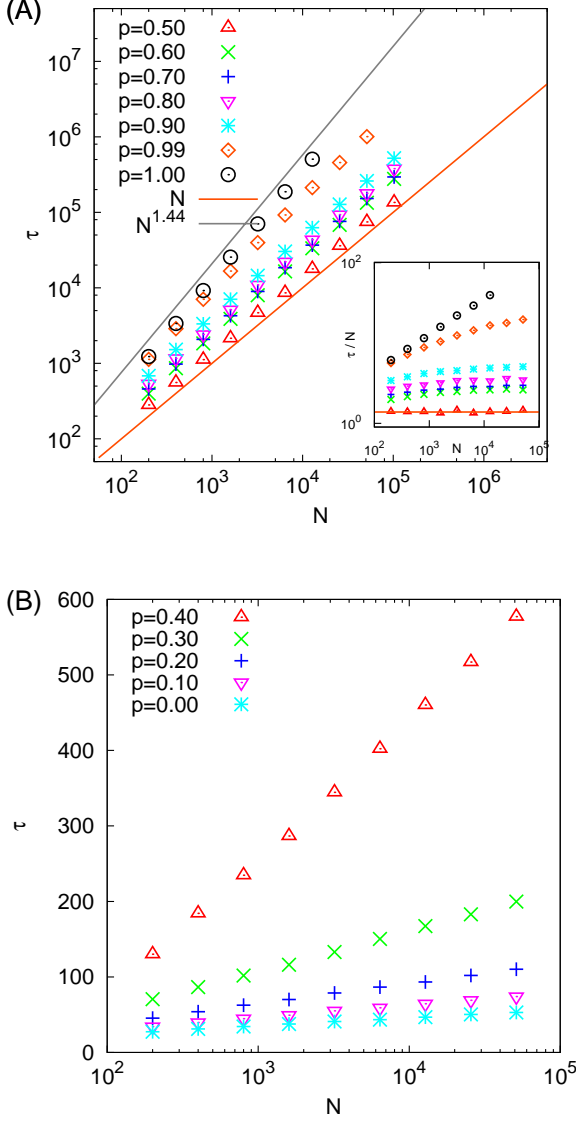 (A)
p=0.50
p=0.60
p=0.70
p=0.80
p=0.90
p=0.99
p=1.00
N
N^1.44
10^7
10^6
10^5
10^4
10^3
10^2
τ
10^2 10^3 10^4 10^5 10^6
N
10^2
10^0
τ / N
10^2 10^3 N 10^4 10^5
(B)
p=0.40
p=0.30
p=0.20
p=0.10
p=0.00
600
500
400
300
200
100
0
τ
10^2 10^3 10^4 10^5
N